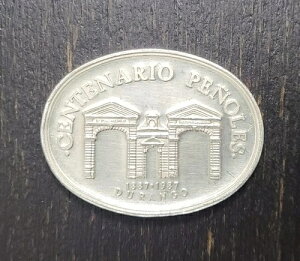 ·CENTENARIO PEÑOLES·
1887·1987
DURANGO